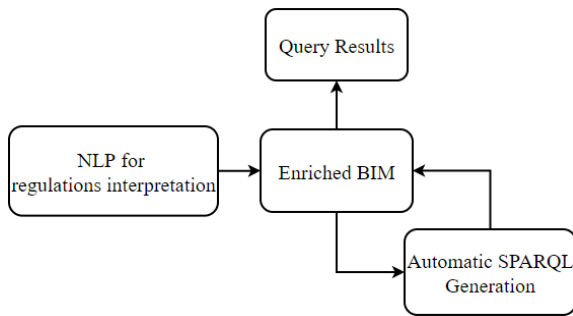 Query Results
NLP for
regulations interpretation
Enriched BIM
Automatic SPARQL
Generation